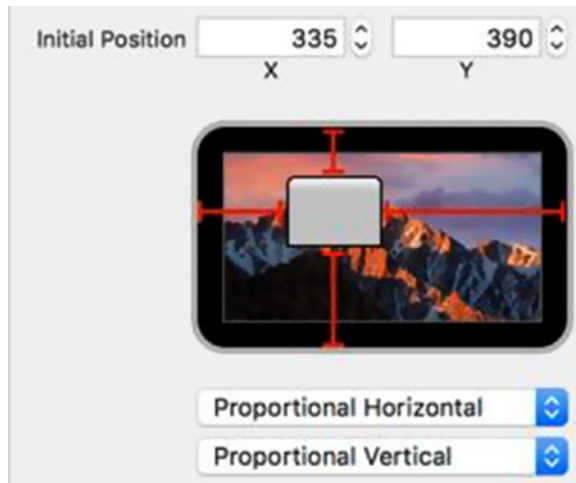 Initial Position 335 390
X Y
Proportional Horizontal
Proportional Vertical